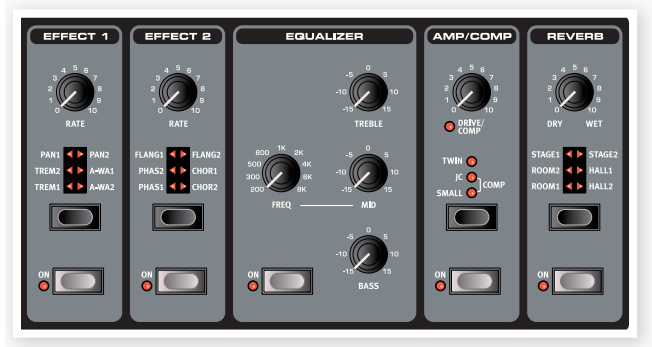 EFFECT 1
0 1 2 3 4 5 6 7 8 9 10
RATE
PAN1 PAN2
TREM2 A-WA1
TREM1 A-WA2
ON
EFFECT 2
0 1 2 3 4 5 6 7 8 9 10
RATE
FLANG1 FLANG2
PHAS2 CHOR1
PHAS1 CHOR2
ON
EQUALIZER
-15 -10 -5 0 5 10 15
TREBLE
200 300 500 800 1K 2K 4K 6K 8K
FREQ
-15 -10 -5 0 5 10 15
MID
-15 -10 -5 0 5 10 15
BASS
ON
AMP/COMP
0 1 2 3 4 5 6 7 8 9 10
DRIVE/
COMP
TWIN
JC
COMP
SMALL
ON
REVERB
0 1 2 3 4 5 6 7 8 9 10
DRY WET
STAGE1 STAGE2
ROOM2 HALL1
ROOM1 HALL2
ON